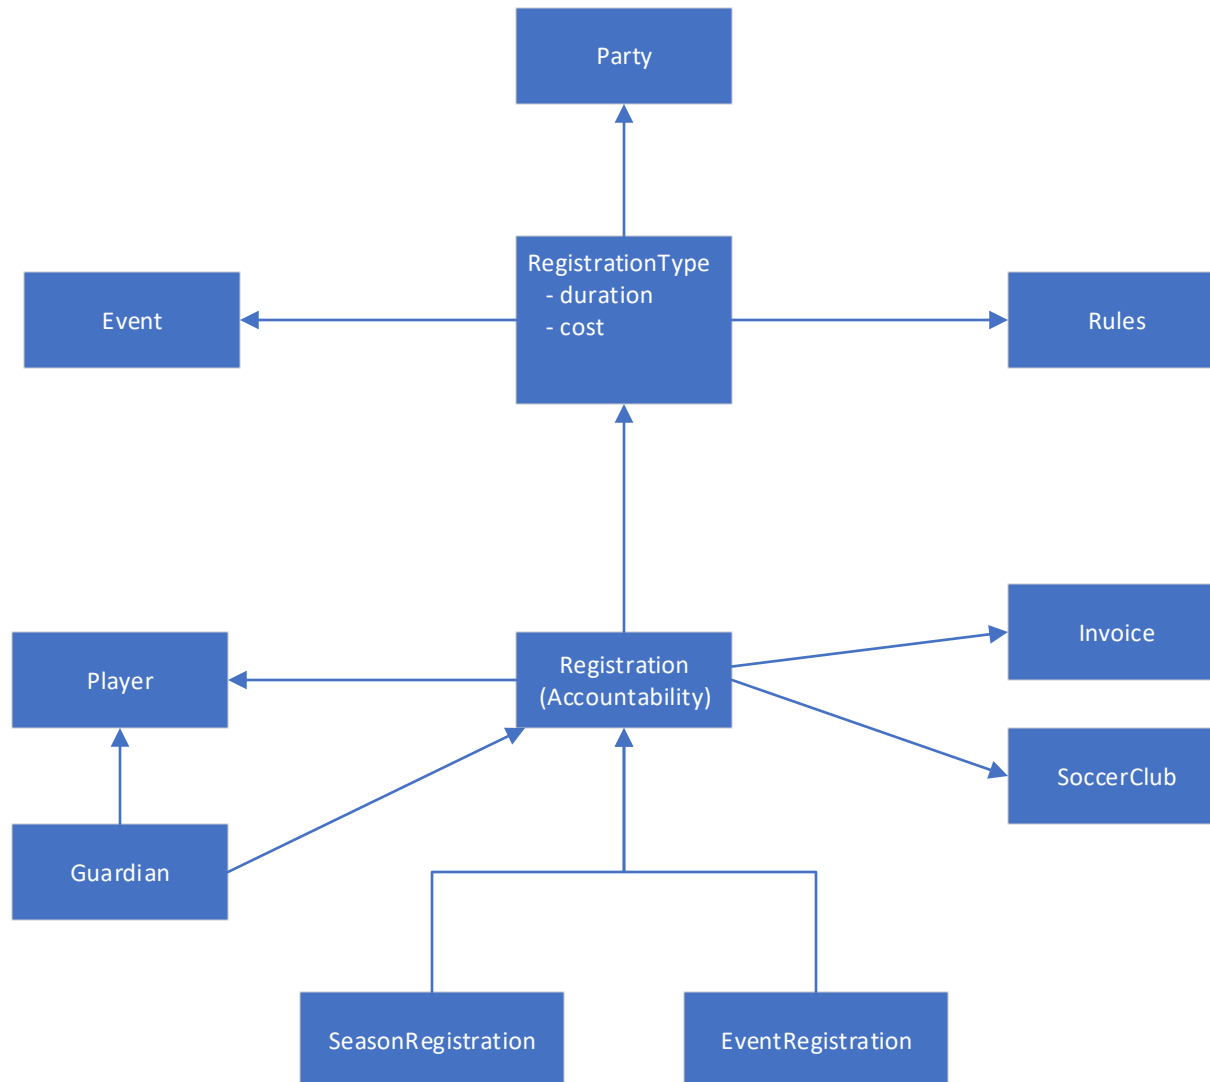 Party
RegistrationType
- duration
- cost
Event
Rules
Invoice
Registration
(Accountability)
Player
SoccerClub
Guardian
SeasonRegistration
EventRegistration